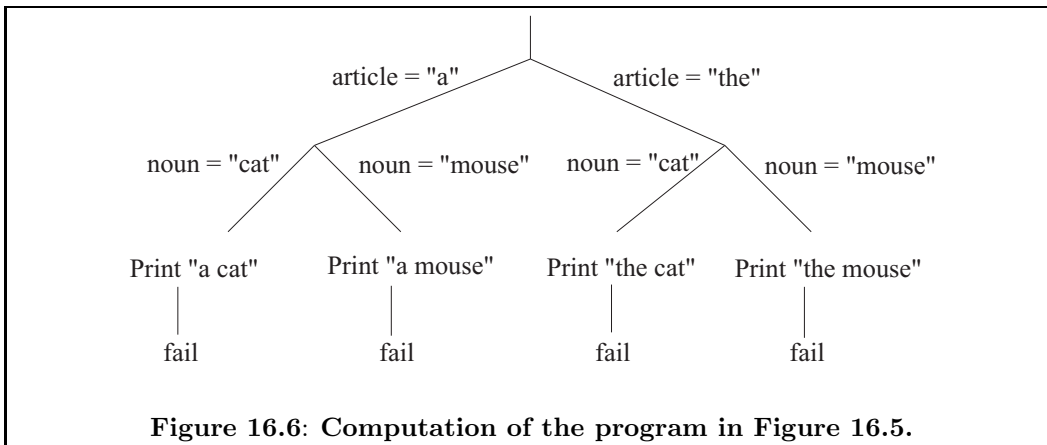 article = "a" article = "the"
noun = "cat" noun = "mouse" noun = "cat" noun = "mouse"
Print "a cat" Print "a mouse" Print "the cat" Print "the mouse"
fail fail fail fail
Figure 16.6: Computation of the program in Figure 16.5.